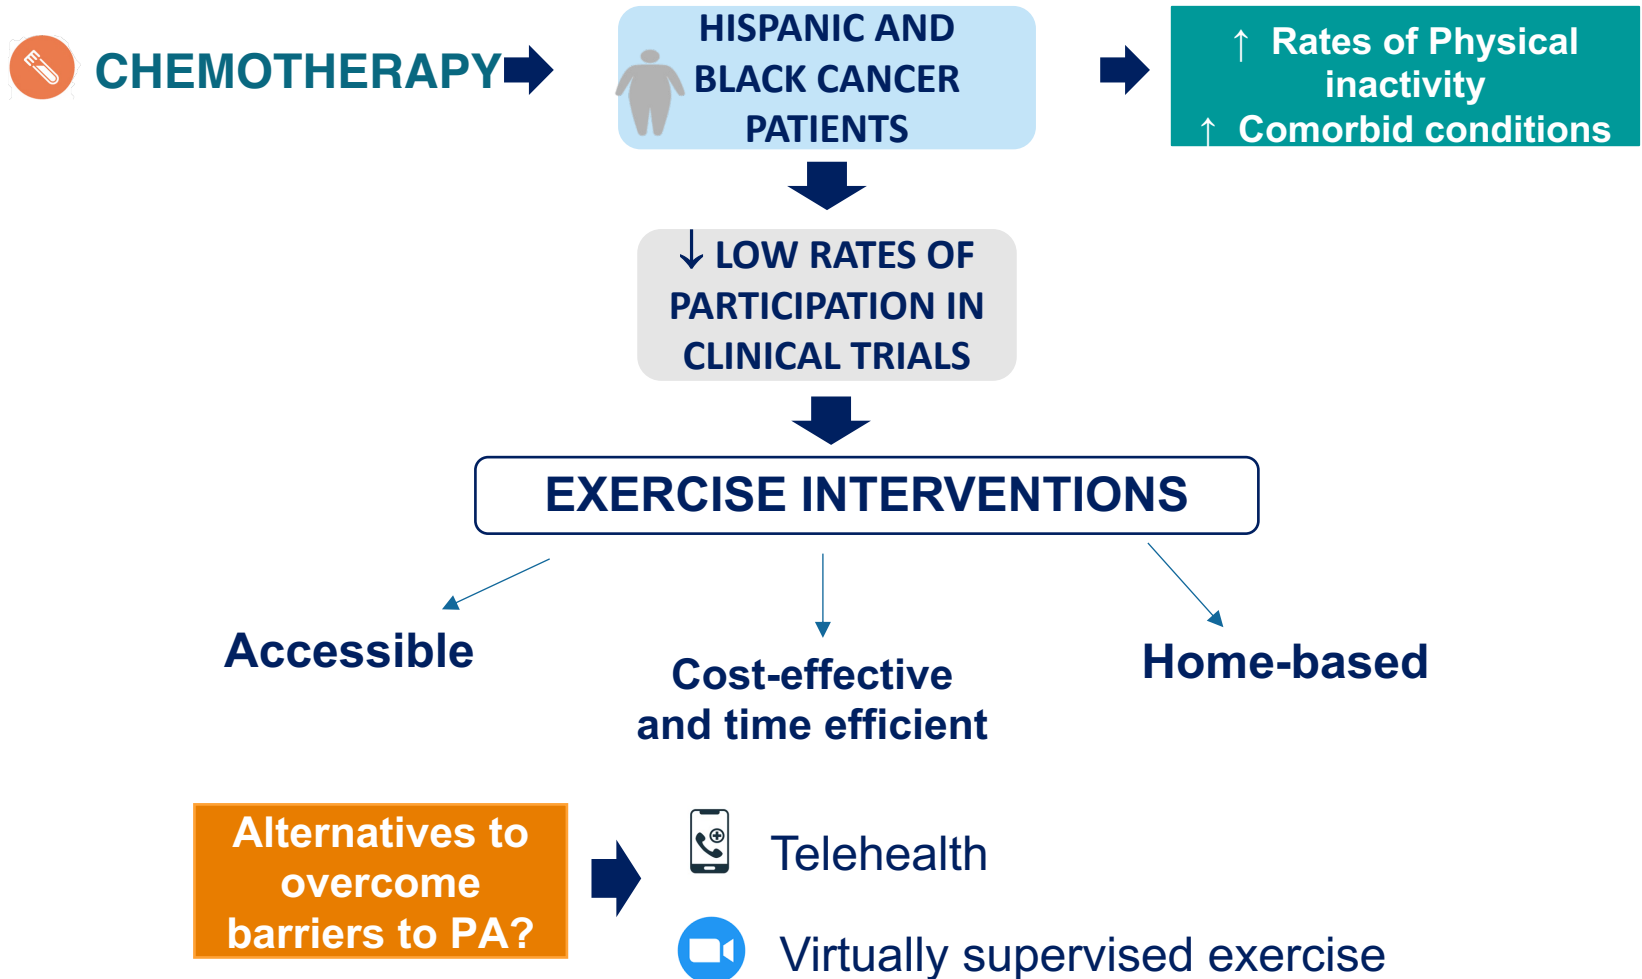 CHEMOTHERAPY
HISPANIC AND
BLACK CANCER
PATIENTS
↑ Rates of Physical
inactivity
↑ Comorbid conditions
↓ LOW RATES OF
PARTICIPATION IN
CLINICAL TRIALS
EXERCISE INTERVENTIONS
Accessible
Cost-effective
and time efficient
Home-based
Alternatives to
overcome
barriers to PA?
Telehealth
Virtually supervised exercise